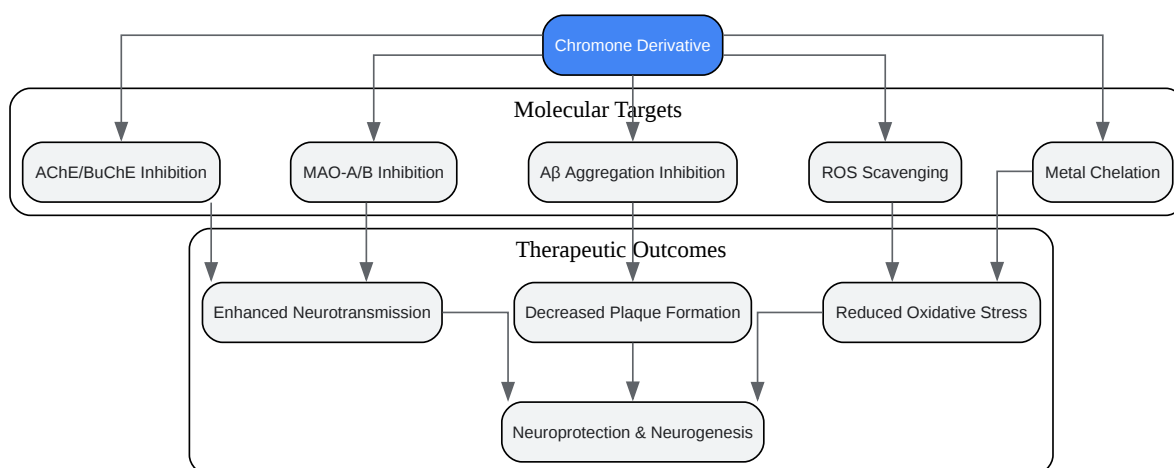 Chromone Derivative
Molecular Targets
AChE/BuChE Inhibition
MAO-A/B Inhibition
Aβ Aggregation Inhibition
ROS Scavenging
Metal Chelation
Therapeutic Outcomes
Enhanced Neurotransmission
Decreased Plaque Formation
Reduced Oxidative Stress
Neuroprotection & Neurogenesis